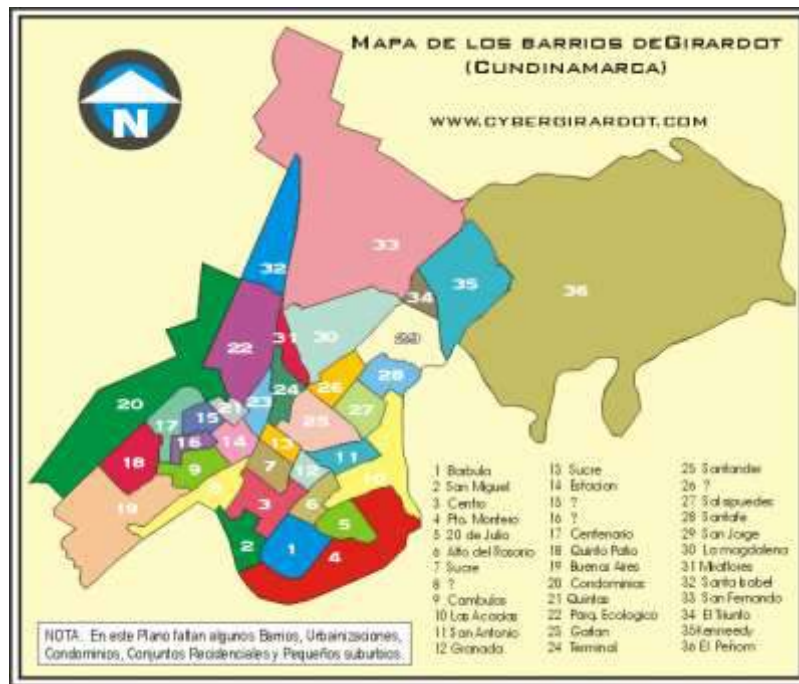 MAPA DE LOS BARRIOS DE GIRARDOT
(CUNDINAMARCA)
WWW.CYBERGIRARDOT.COM
N
33
32
35
34
36
31
30
29
22
28
26
24
23
27
20
21
25
15
17
14
16
13
11
18
9
7
12
10
8
3
6
19
5
2
1
4
1 Barbula
2 San Miguel
3 Centro
4 Pto. Montero
5 20 de Julio
6 Alto del Rosario
7 Sucre
8 ?
9 Cambulos
10 Las Acacias
11 San Antonio
12 Granada
13 Sucre
14 Estacion
15 ?
16 ?
17 Centenario
18 Quinto Patio
19 Buenos Aires
20 Condominios
21 Quintas
22 Parq. Ecologico
23 Gaitan
24 Terminal
25 Santander
26 ?
27 Salsipuedes
28 Santafe
29 San Jorge
30 La magdalena
31 Miraflores
32 Santa Isabel
33 San Fernando
34 El Triunfo
35 Kenneedy
36 El Peñom
NOTA: En este Plano faltan algunos Barrios, Urbainizaciones,
Condominios, Conjuntos Recidenciales y Pequeños suburbios.